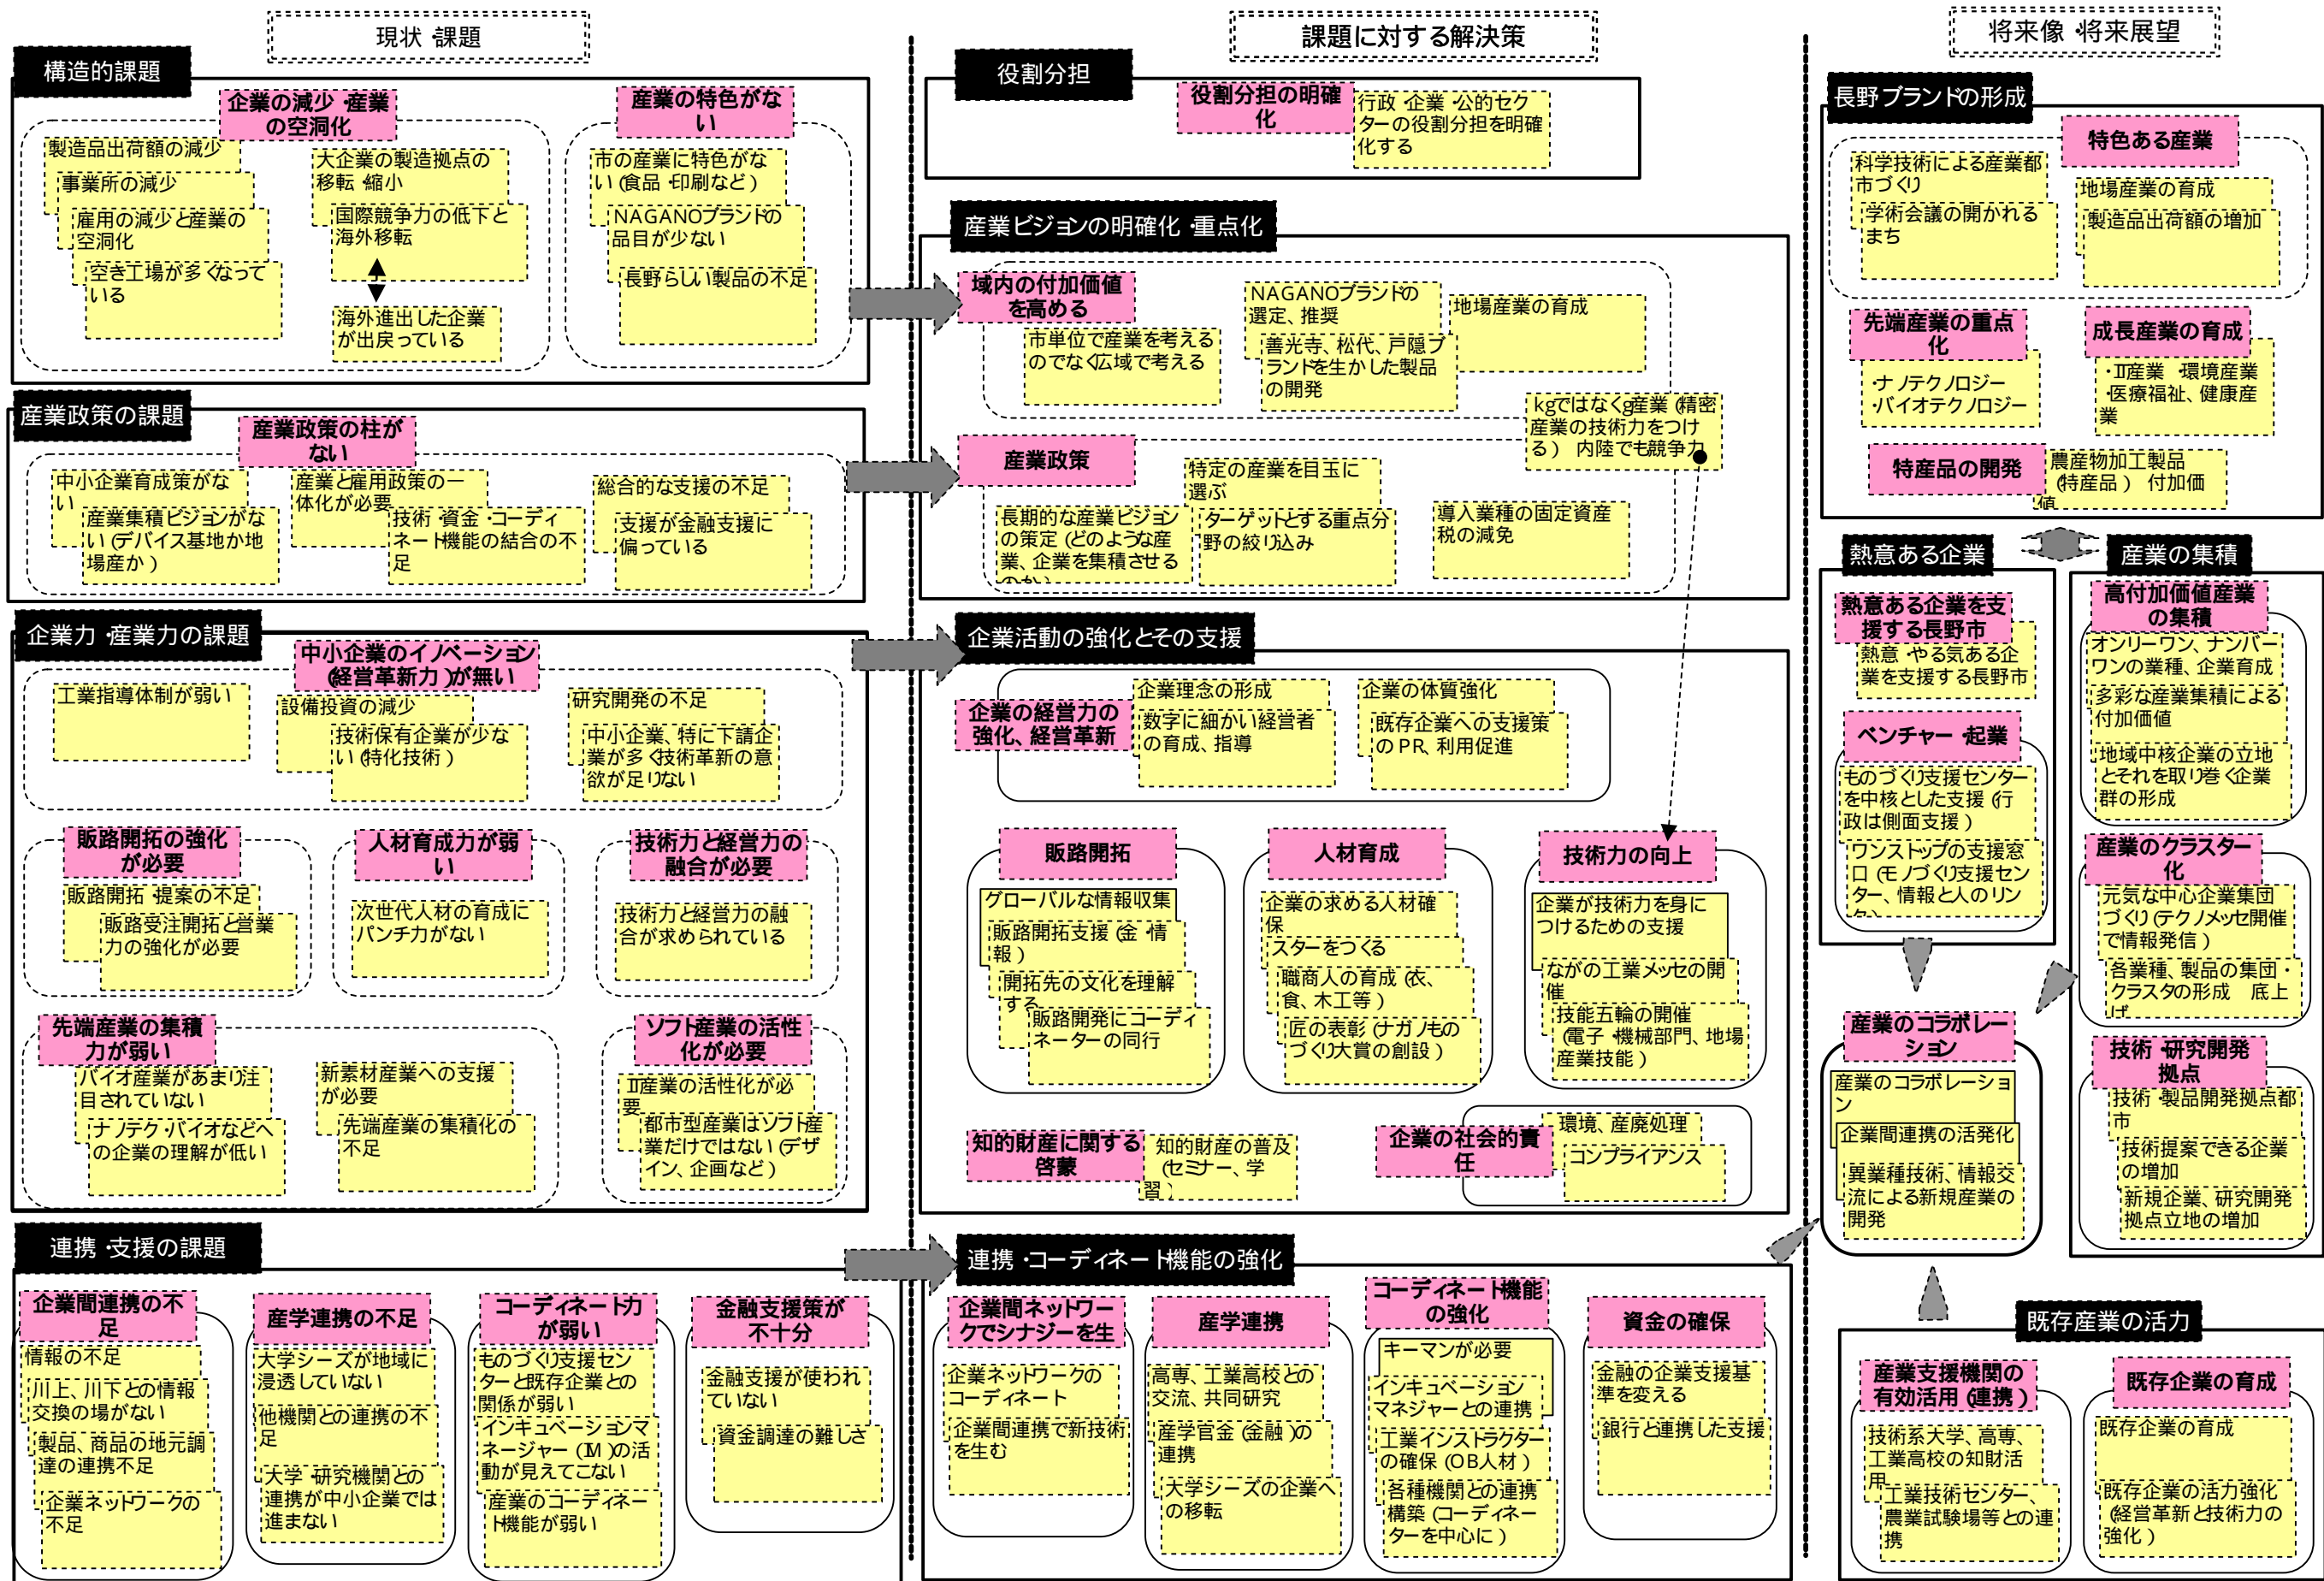 現状・課題
構造的課題
企業の減少・産業
の空洞化
製造品出荷額の減少
事業所の減少
雇用の減少と産業の
空洞化
空き工場が多くなって
いる
大企業の製造拠点の
移転・縮小
国際競争力の低下と
海外移転
海外進出した企業
が出戻っている
産業の特色がな
い
市の産業に特色がな
い(食品・印刷など)
NAGANOブランドの
品目が少ない
長野らしい製品の不足
産業政策の課題
産業政策の柱が
ない
中小企業育成策がな
い
産業集積ビジョンがな
い(デバイス基地か地
場産か)
産業と雇用政策の一
体化が必要
技術・資金・コーディ
ネート機能の結合の不
足
総合的な支援の不足
支援が金融支援に
偏っている
企業力・産業力の課題
中小企業のイノベーション
(経営革新力)が無い
工業指導体制が弱い
設備投資の減少
技術保有企業が少な
い(特化技術)
研究開発の不足
中小企業、特に下請企
業が多く技術革新の意
欲が足りない
販路開拓の強化
が必要
販路開拓・提案の不足
販路受注開拓と営業
力の強化が必要
人材育成力が弱
い
次世代人材の育成に
パンチ力がない
技術力と経営力の
融合が必要
技術力と経営力の融
合が求められている
先端産業の集積
力が弱い
バイオ産業があまり注
目されていない
ナノテク・バイオなどへ
の企業の理解が低い
新素材産業への支援
が必要
先端産業の集積化の
不足
ソフト産業の活性
化が必要
IT産業の活性化が必
要
都市型産業はソフト産
業だけではない(デザ
イン、企画など)
連携・支援の課題
企業間連携の不
足
情報の不足
川上、川下との情報
交換の場がない
製品、商品の地元調
達の連携不足
企業ネットワークの
不足
産学連携の不足
大学シーズが地域に
浸透していない
他機関との連携の不
足
大学・研究機関との
連携が中小企業では
進まない
コーディネート力
が弱い
ものづくり支援セン
ターと既存企業との
関係が弱い
インキュベーションマ
ネージャー(IM)の活
動が見えてこない
産業のコーディネー
ト機能が弱い
金融支援策が
不十分
金融支援が使われ
ていない
資金調達の難しさ
課題に対する解決策
役割分担
役割分担の明確
化
行政・企業・公的セク
ターの役割分担を明確
化する
産業ビジョンの明確化・重点化
域内の付加価値
を高める
市単位で産業を考える
のでなく広域で考える
NAGANOブランドの
選定、推奨
善光寺、松代、戸隠ブ
ランドを生かした製品
の開発
地場産業の育成
kgではなくg産業(精密
産業の技術力をつけ
る) 内陸でも競争力
産業政策
長期的な産業ビジョン
の策定(どのような産
業、企業を集積させる
のか)
特定の産業を目玉に
選ぶ
ターゲットとする重点分
野の絞り込み
導入業種の固定資産
税の減免
企業活動の強化とその支援
企業の経営力の
強化、経営革新
企業理念の形成
数字に細かい経営者
の育成、指導
企業の体質強化
既存企業への支援策
のPR、利用促進
販路開拓
グローバルな情報収集
販路開拓支援(金・情
報)
開拓先の文化を理解
する
販路開発にコーディ
ネーターの同行
人材育成
企業の求める人材確
保
スターをつくる
職商人の育成(衣、
食、木工等)
匠の表彰(ナガノもの
づくり大賞の創設)
技術力の向上
企業が技術力を身に
つけるための支援
ながの工業メッセの開
催
技能五輪の開催
(電子・機械部門、地場
産業技能)
知的財産に関する
啓蒙
知的財産の普及
(セミナー、学
習)
企業の社会的責
任
環境、産廃処理
コンプライアンス
連携・コーディネート機能の強化
企業間ネットワー
クでシナジーを生
企業ネットワークの
コーディネート
企業間連携で新技術
を生む
産学連携
高専、工業高校との
交流、共同研究
産学官金(金融)の
連携
大学シーズの企業へ
の移転
コーディネート機能
の強化
キーマンが必要
インキュベーション
マネジャーとの連携
工業インストラクター
の確保(OB人材)
各種機関との連携
構築(コーディネー
ターを中心に)
資金の確保
金融の企業支援基
準を変える
銀行と連携した支援
将来像・将来展望
長野ブランドの形成
特色ある産業
科学技術による産業都
市づくり
学術会議の開かれる
まち
地場産業の育成
製造品出荷額の増加
先端産業の重点
化
・ナノテクノロジー
・バイオテクノロジー
成長産業の育成
・IT産業・環境産業
・医療福祉、健康産
業
特産品の開発
農産物加工製品
(特産品) 付加価
値
熱意ある企業
熱意ある企業を支
援する長野市
熱意・やる気ある企
業を支援する長野市
ベンチャー・起業
ものづくり支援センター
を中核とした支援(行
政は側面支援)
ワンストップの支援窓
口(モノづくり支援セン
ター、情報と人のリン
ク)
産業の集積
高付加価値産業
の集積
オンリーワン、ナンバー
ワンの業種、企業育成
多彩な産業集積による
付加価値
地域中核企業の立地
とそれを取り巻く企業
群の形成
産業のクラスター
化
元気な中心企業集団
づくり(テクノメッセ開催
で情報発信)
各業種、製品の集団・
クラスタの形成 底上
げ
技術・研究開発
拠点
技術・製品開発拠点都
市
技術提案できる企業
の増加
新規企業、研究開発
拠点立地の増加
産業のコラボレー
ション
産業のコラボレーショ
ン
企業間連携の活発化
異業種技術、情報交
流による新規産業の
開発
既存産業の活力
産業支援機関の
有効活用(連携)
技術系大学、高専、
工業高校の知財活
用
工業技術センター、
農業試験場等との連
携
既存企業の育成
既存企業の育成
既存企業の活力強化
(経営革新と技術力の
強化)